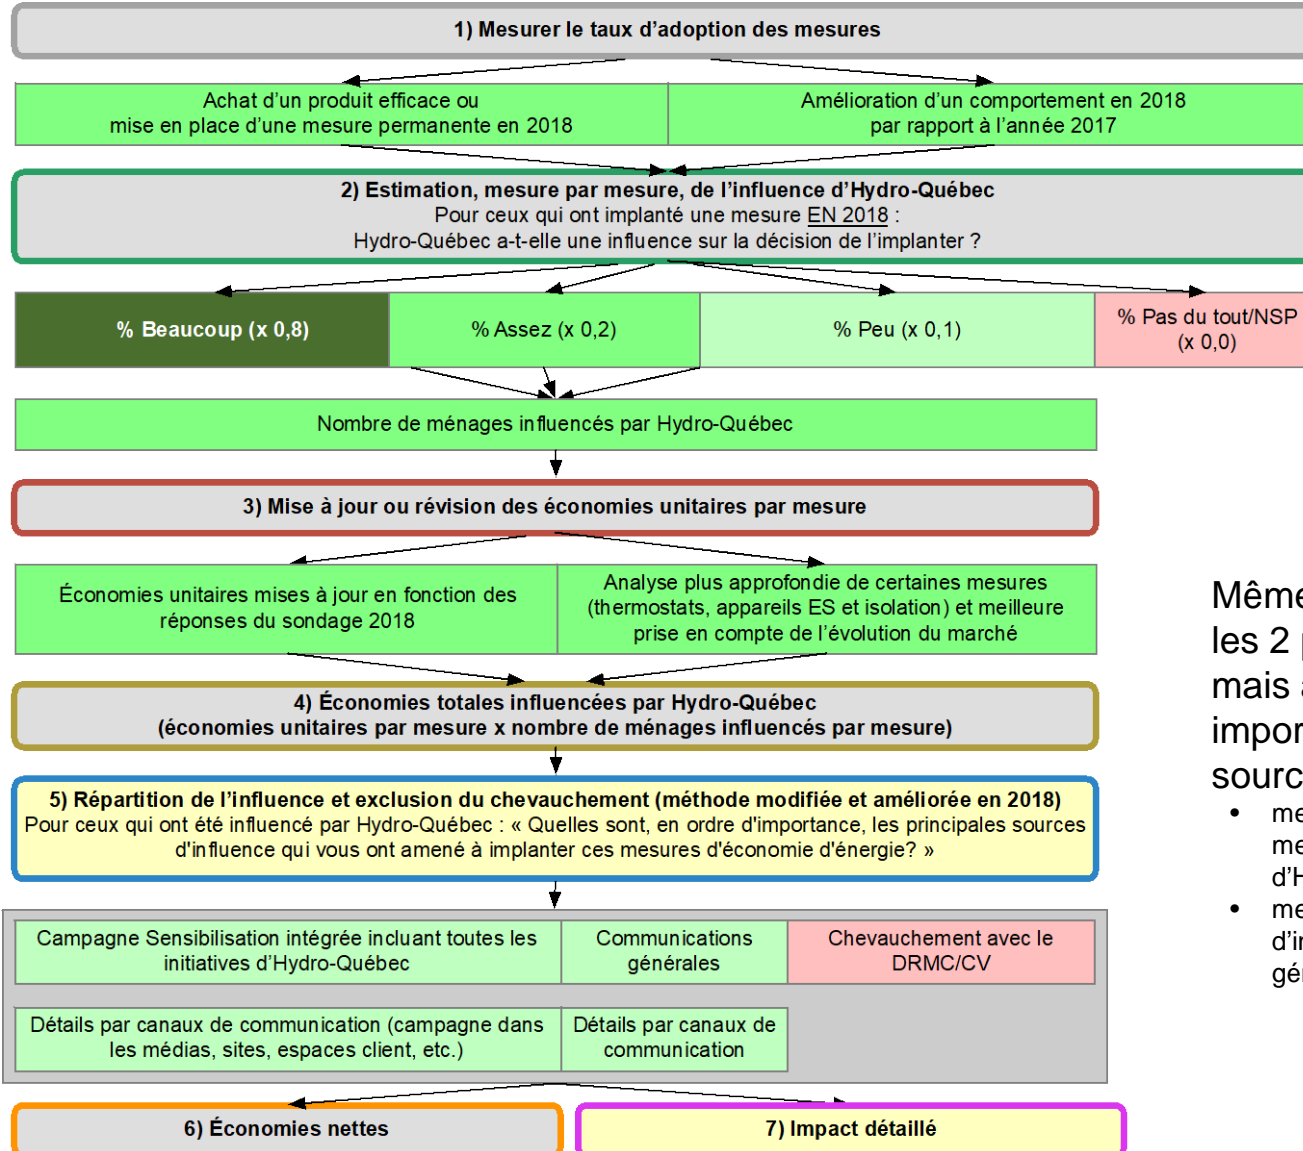 1) Mesurer le taux d’adoption des mesures
Achat d’un produit efficace ou
mise en place d’une mesure permanente en 2018
Amélioration d’un comportement en 2018
par rapport à l’année 2017
2) Estimation, mesure par mesure, de l’influence d’Hydro-Québec
Pour ceux qui ont implanté une mesure EN 2018 :
Hydro-Québec a-t-elle une influence sur la décision de l’implanter ?
% Beaucoup (x 0,8)
% Assez (x 0,2)
% Peu (x 0,1)
% Pas du tout/NSP
(x 0,0)
Nombre de ménages influencés par Hydro-Québec
3) Mise à jour ou révision des économies unitaires par mesure
Économies unitaires mises à jour en fonction des
réponses du sondage 2018
Analyse plus approfondie de certaines mesures
(thermostats, appareils ES et isolation) et meilleure
prise en compte de l’évolution du marché
4) Économies totales influencées par Hydro-Québec
(économies unitaires par mesure x nombre de ménages influencés par mesure)
5) Répartition de l’influence et exclusion du chevauchement (méthode modifiée et améliorée en 2018)
Pour ceux qui ont été influencé par Hydro-Québec : « Quelles sont, en ordre d'importance, les principales sources
d'influence qui vous ont amené à implanter ces mesures d'économie d'énergie? »
Campagne Sensibilisation intégrée incluant toutes les
initiatives d’Hydro-Québec
Communications
générales
Chevauchement avec le
DRMC/CV
Détails par canaux de communication (campagne dans
les médias, sites, espaces client, etc.)
Détails par canaux de
communication
6) Économies nettes
7) Impact détaillé
les 2
mais